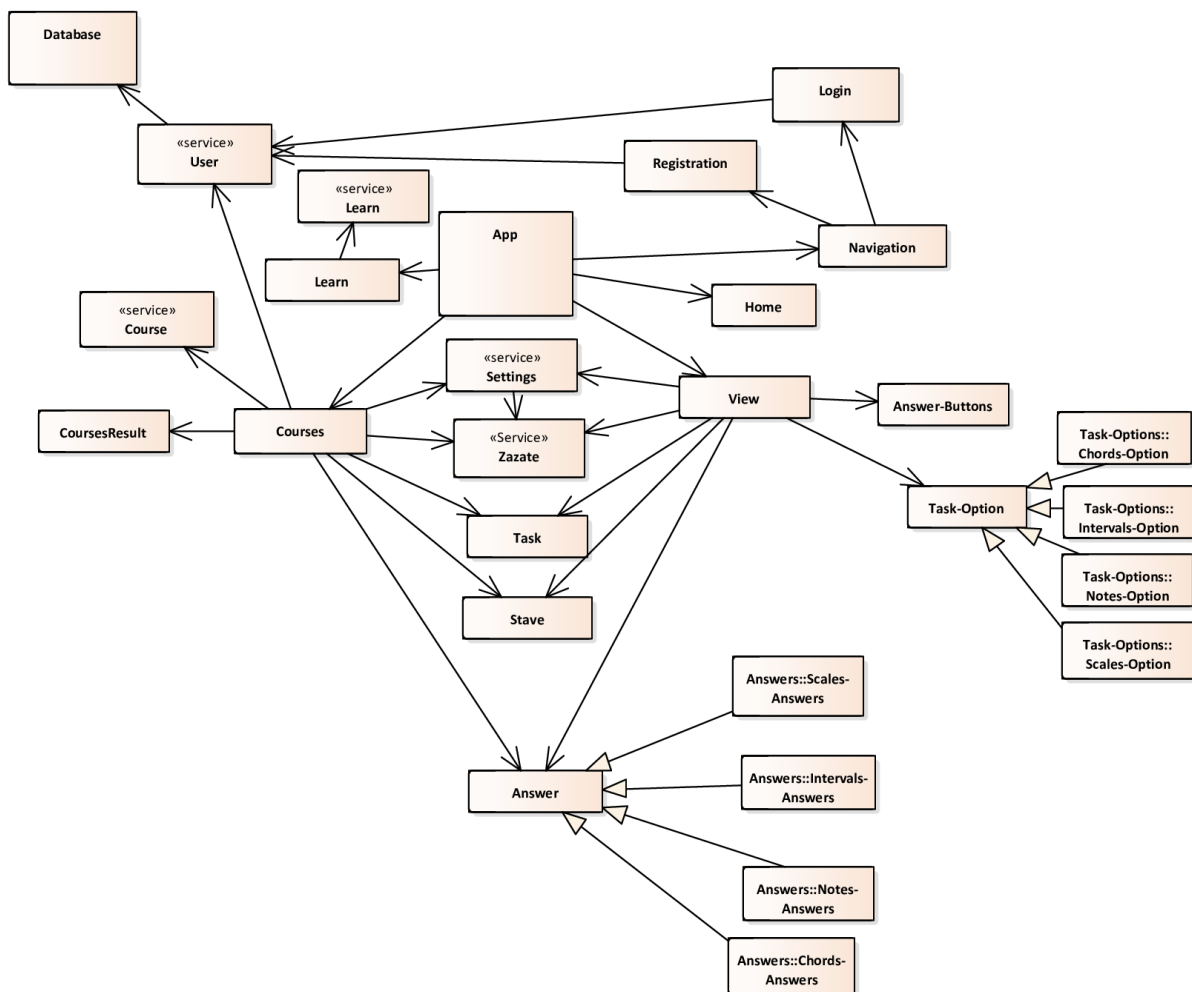 Database
Login
«service»
User
Registration
«service»
Learn
App
Navigation
Learn
Home
«service»
Course
«service»
Settings
View
Answer-Buttons
CoursesResult
Courses
«Service»
Zazate
Task-Options::
Chords-Option
Task-Option
Task-Options::
Intervals-Option
Task
Task-Options::
Notes-Option
Stave
Task-Options::
Scales-Option
Answers::Scales-
Answers
Answers::Intervals-
Answers
Answer
Answers::Notes-
Answers
Answers::Chords-
Answers